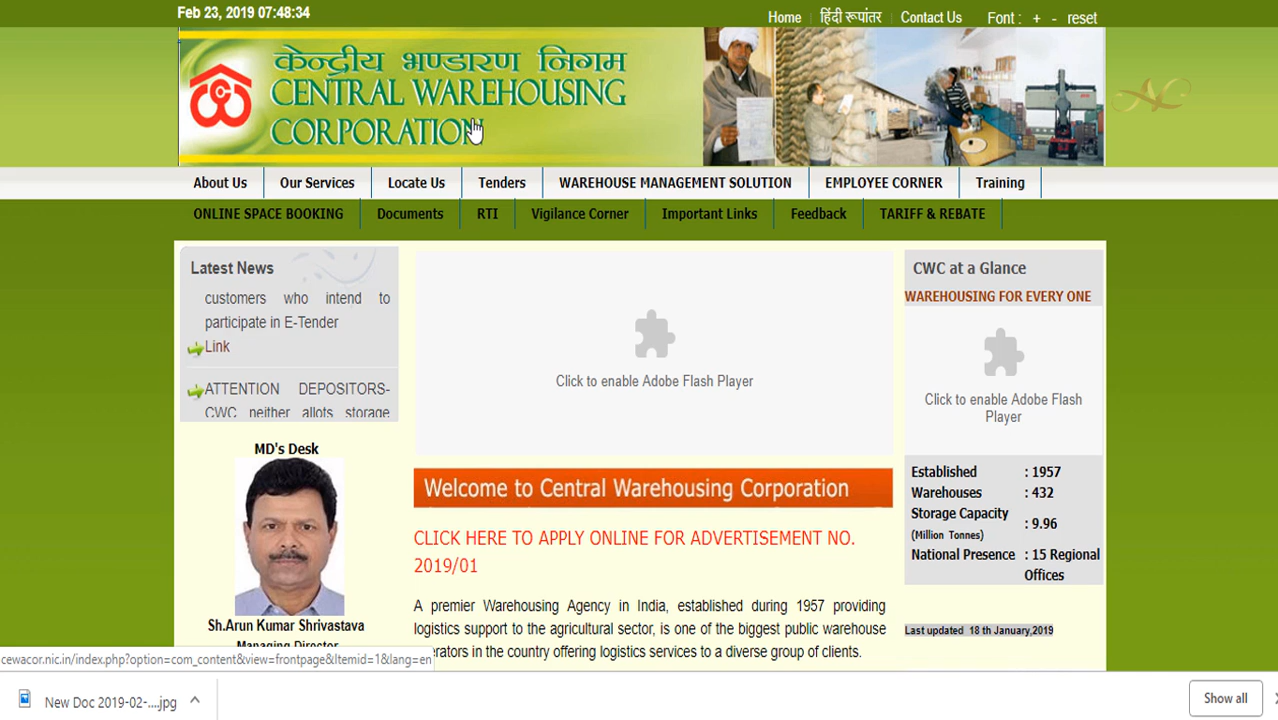 Feb 23, 2019 07:48:34
Home हिंदी रूपांतर Contact Us Font : + - reset
केन्द्रीय भण्डारण निगम
CENTRAL WAREHOUSING
CORPORATION
About Us Our Services Locate Us Tenders WAREHOUSE MANAGEMENT SOLUTION EMPLOYEE CORNER Training
ONLINE SPACE BOOKING Documents RTI Vigilance Corner Important Links Feedback TARIFF & REBATE
Latest News
customers who intend to
participate in E-Tender
Link
ATTENTION DEPOSITORS-
CWC neither allots storage
MD's Desk
Sh.Arun Kumar Shrivastava
Managing Director
Click to enable Adobe Flash Player
Welcome to Central Warehousing Corporation
CLICK HERE TO APPLY ONLINE FOR ADVERTISEMENT NO.
2019/01
A premier Warehousing Agency in India, established during 1957 providing
logistics support to the agricultural sector, is one of the biggest public warehouse
erators in the country offering logistics services to a diverse group of clients.
CWC at a Glance
WAREHOUSING FOR EVERY ONE
Click to enable Adobe Flash
Player
Established : 1957
Warehouses : 432
Storage Capacity
(Million Tonnes) : 9.96
National Presence : 15 Regional
Offices
Last updated 18 th January,2019
cewacor.nic.in/index.php?option=com_content&view=frontpage&Itemid=1&lang=en
New Doc 2019-02-....jpg
Show all